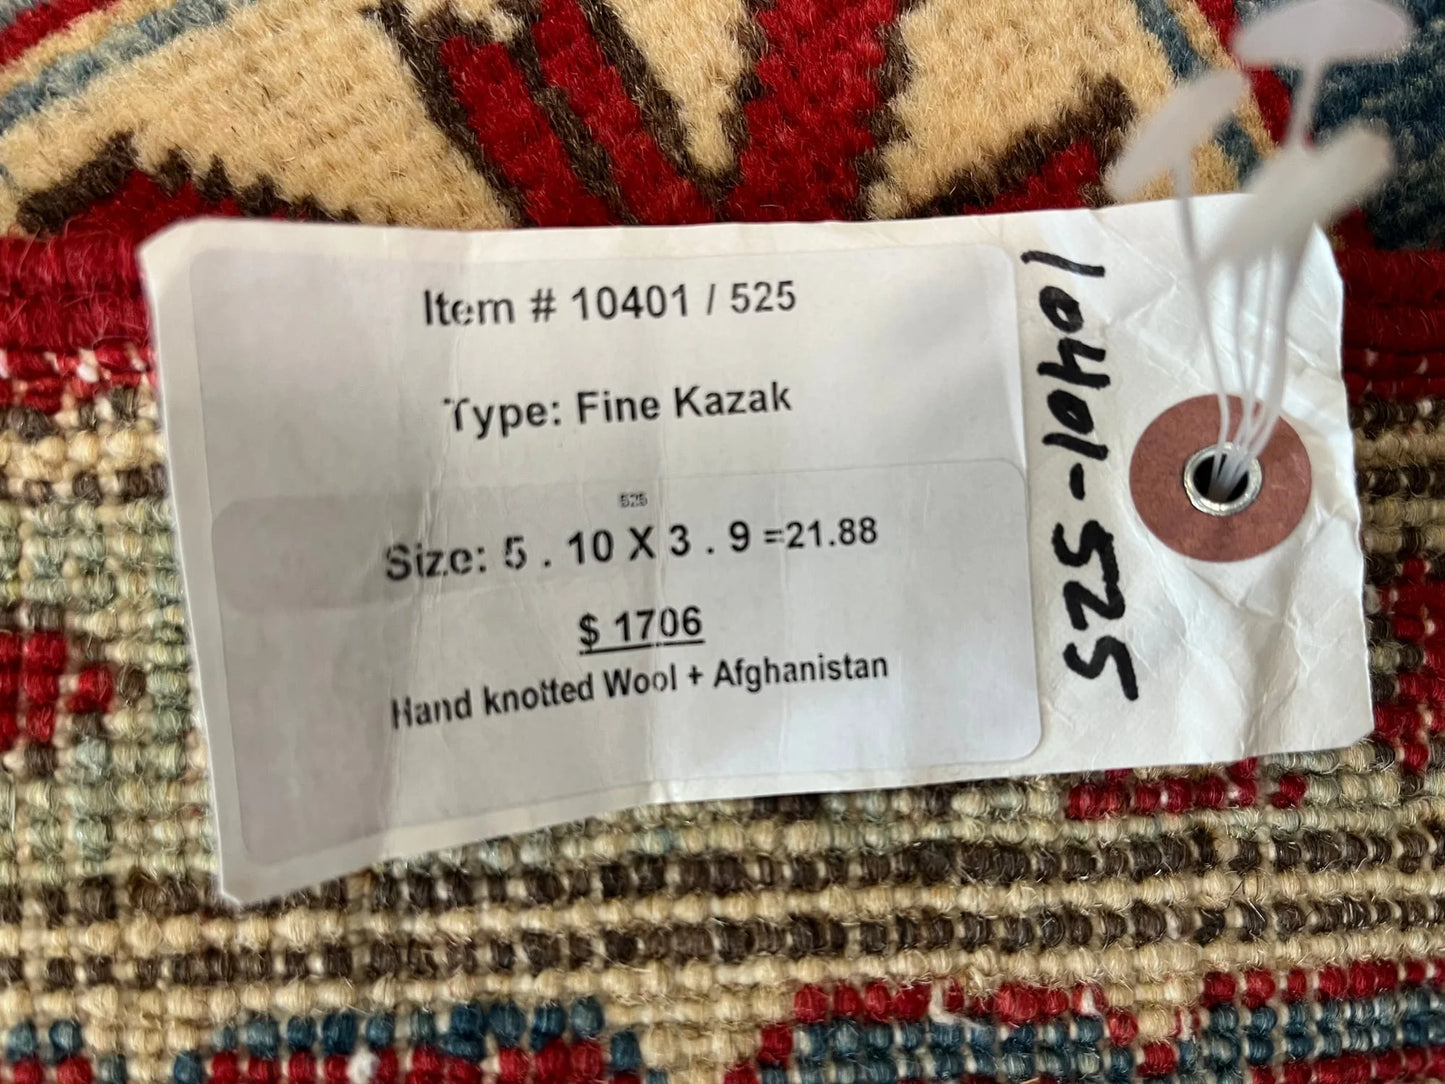 Item # 10401 / 525
Type: Fine Kazak
525
Size: 5 . 10 X 3 . 9 =21.88
$ 1706
Hand knotted Wool + Afghanistan
10401-525